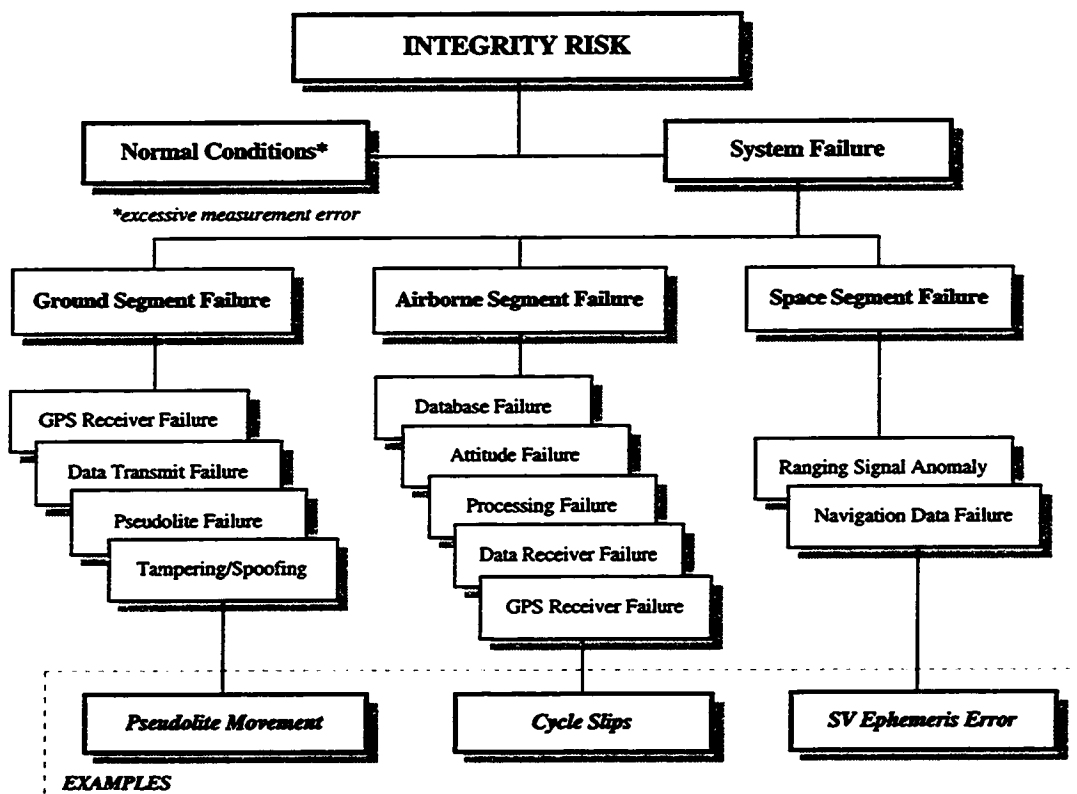 INTEGRITY RISK
Normal Conditions*
System Failure
*excessive measurement error
Ground Segment Failure
Airborne Segment Failure
Space Segment Failure
GPS Receiver Failure
Data Transmit Failure
Pseudolite Failure
Tampering/Spoofing
Database Failure
Attitude Failure
Processing Failure
Data Receiver Failure
GPS Receiver Failure
Ranging Signal Anomaly
Navigation Data Failure
Pseudolite Movement
Cycle Slips
SV Ephemeris Error
EXAMPLES